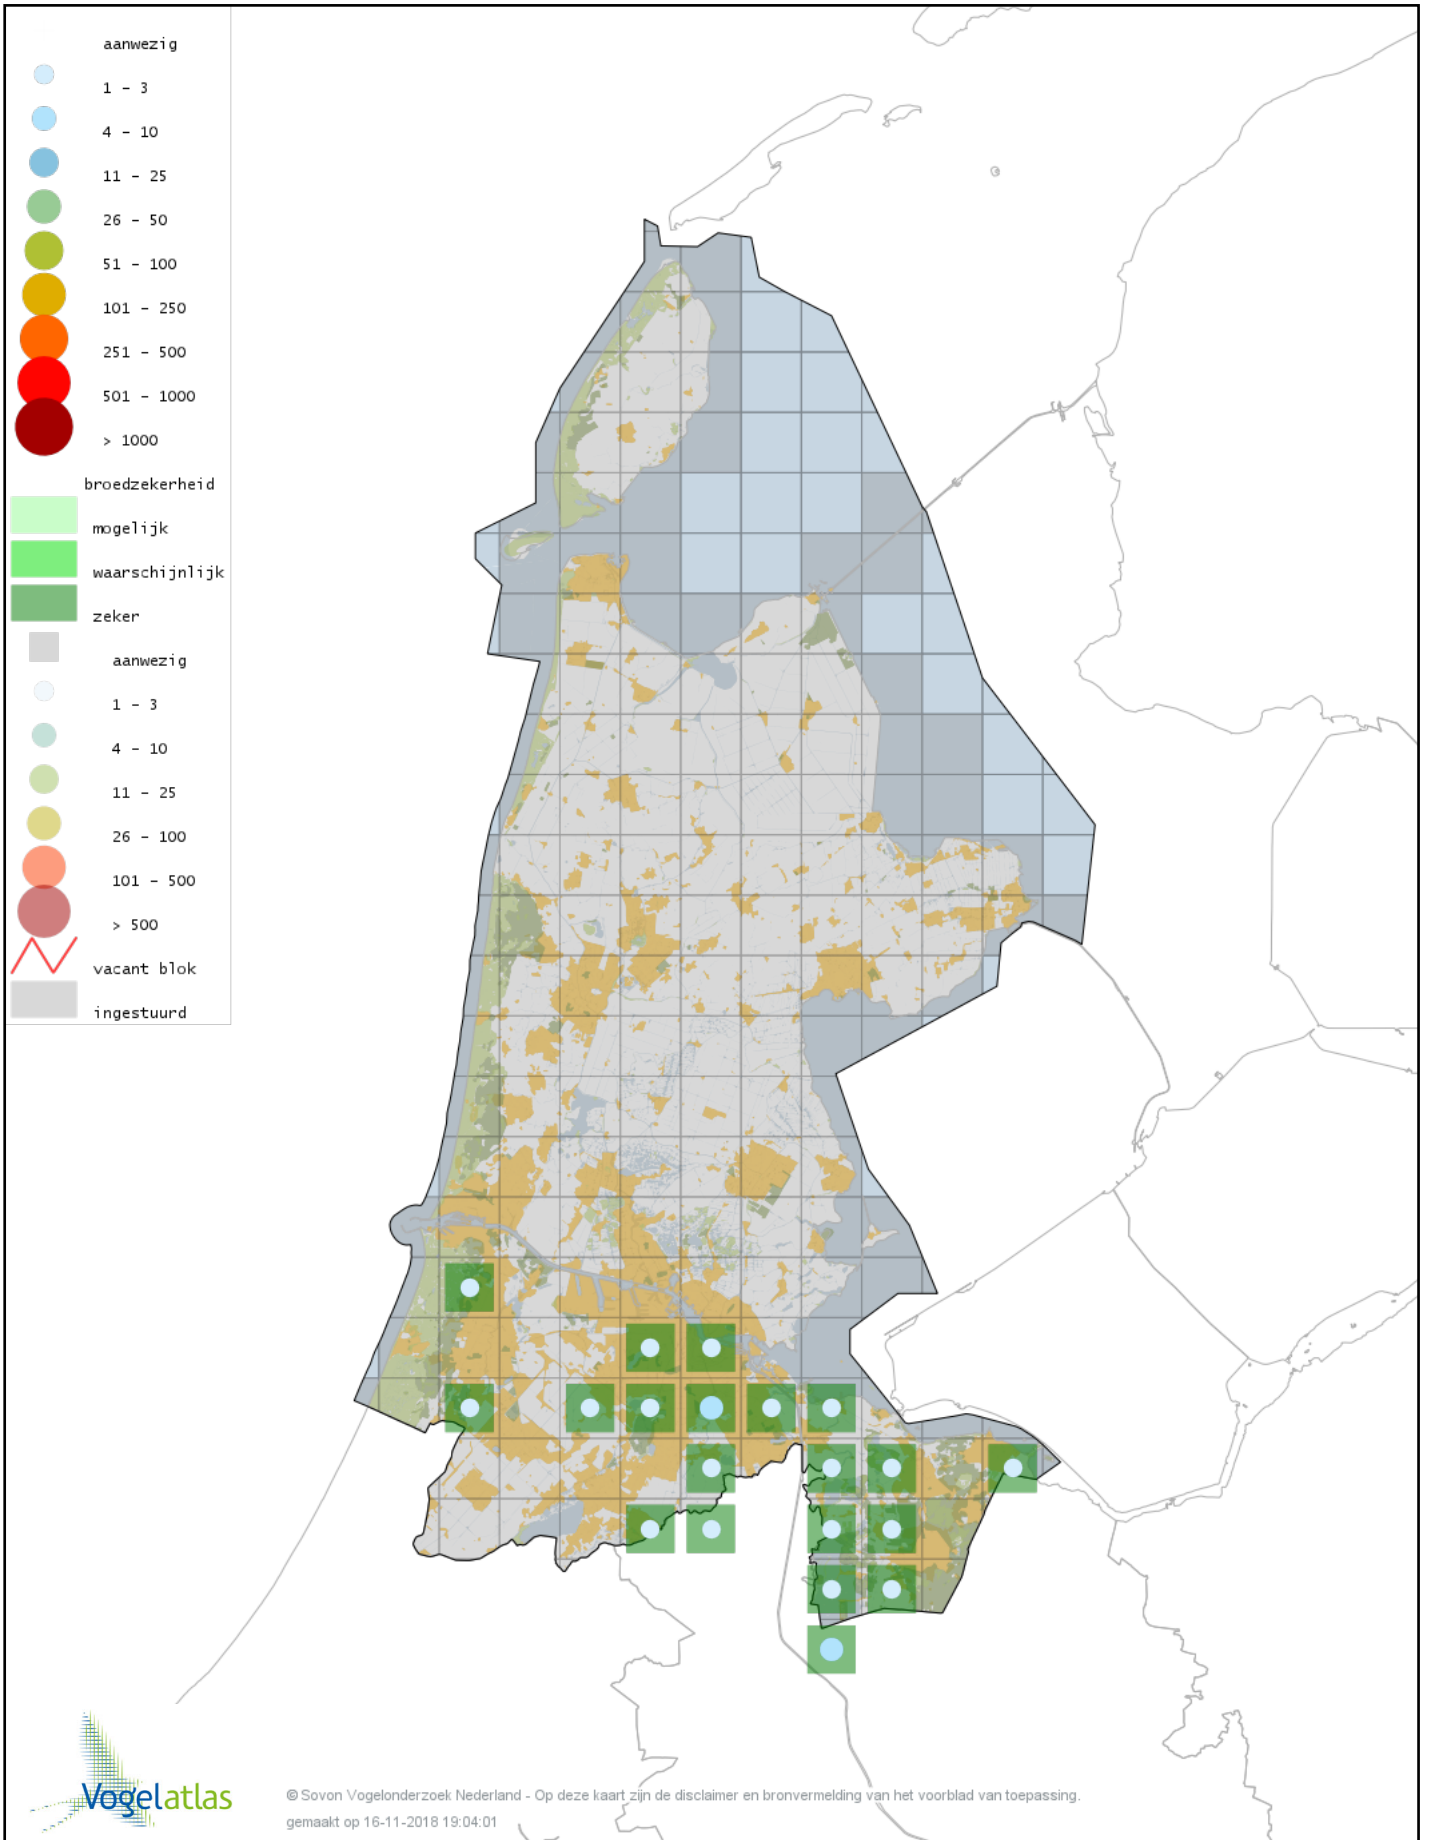 aanwezig
1 - 3
4 - 10
11 - 25
26 - 50
51 - 100
101 - 250
251 - 500
501 - 1000
> 1000
broedzekerheid
mogelijk
waarschijnlijk
zeker
aanwezig
1 - 3
4 - 10
11 - 25
26 - 100
101 - 500
> 500
vacant blok
ingestuurd
Vogelatlas
© Sovon Vogelonderzoek Nederland - Op deze kaart zijn de disclaimer en bronvermelding van het voorblad van toepassing.
gemaakt op 16-11-2018 19:04:01